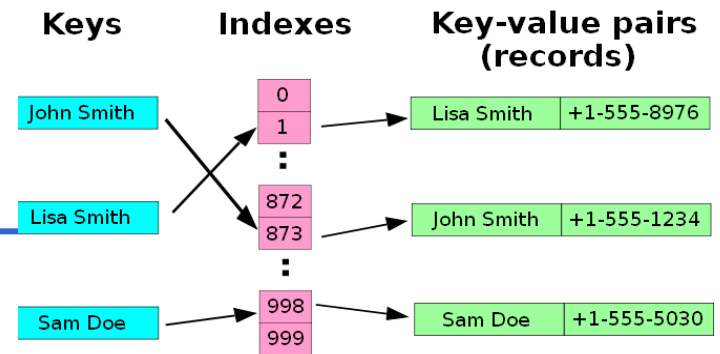 Keys Indexes Key-value pairs
(records)
0
John Smith 1 Lisa Smith +1-555-8976
:
Lisa Smith 872
873 John Smith +1-555-1234
:
Sam Doe 998 Sam Doe +1-555-5030
999